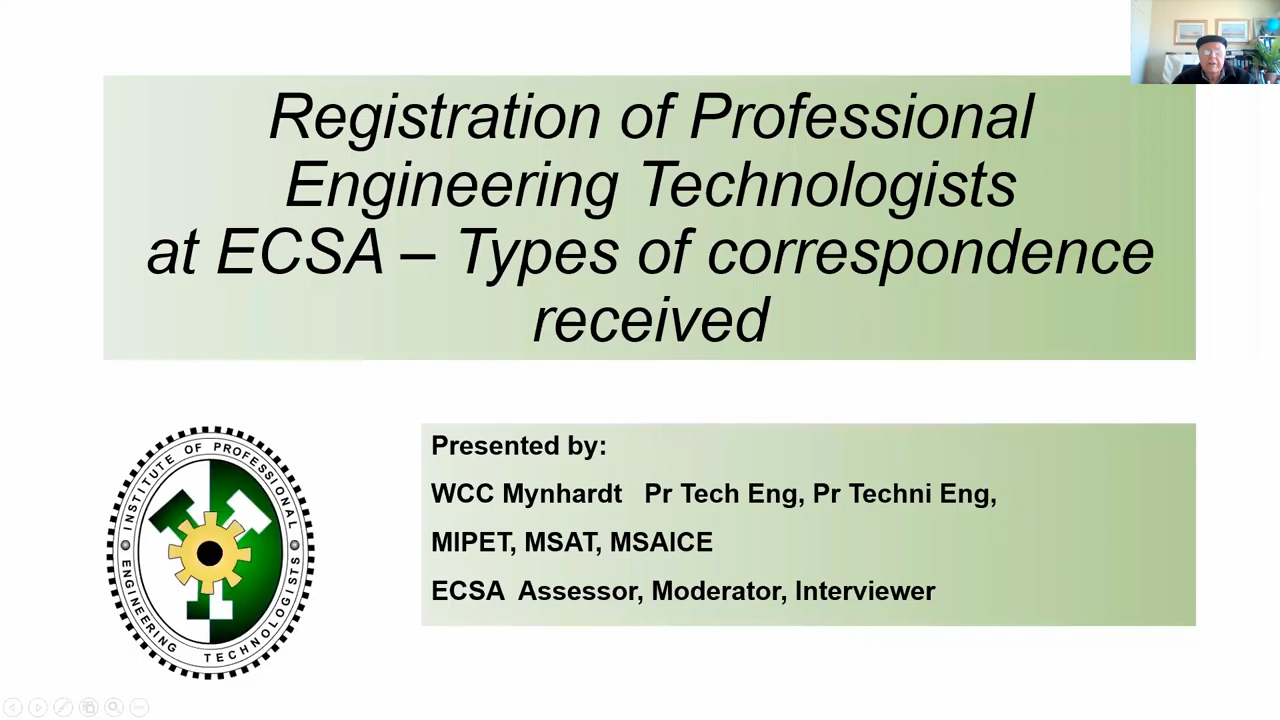 Registration of Professional
Engineering Technologists
at ECSA – Types of correspondence
received
INSTITUTE OF PROFESSIONAL
ENGINEERING TECHNOLOGISTS
Presented by:
WCC Mynhardt Pr Tech Eng, Pr Techni Eng,
MIPET, MSAT, MSAICE
ECSA Assessor, Moderator, Interviewer